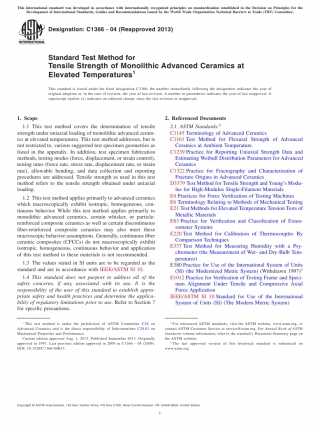 This international standard was developed in accordance with internationally recognized principles on standardization established in the Decision on Principles for the
Development of International Standards, Guides and Recommendations issued by the World Trade Organization Technical Barriers to Trade (TBT) Committee.
Designation: C1366 − 04 (Reapproved 2013)
INTERNATIONAL
Standard Test Method for
Tensile Strength of Monolithic Advanced Ceramics at
Elevated Temperatures1
This standard is issued under the fixed designation C1366; the number immediately following the designation indicates the year of
original adoption or, in the case of revision, the year of last revision. A number in parentheses indicates the year of last reapproval. A
superscript epsilon (ε) indicates an editorial change since the last revision or reapproval.
1. Scope
1.1 This test method covers the determination of tensile
strength under uniaxial loading of monolithic advanced ceram-
ics at elevated temperatures. This test method addresses, but is
not restricted to, various suggested test specimen geometries as
listed in the appendix. In addition, test specimen fabrication
methods, testing modes (force, displacement, or strain control),
testing rates (force rate, stress rate, displacement rate, or strain
rate), allowable bending, and data collection and reporting
procedures are addressed. Tensile strength as used in this test
method refers to the tensile strength obtained under uniaxial
loading.
1.2 This test method applies primarily to advanced ceramics
which macroscopically exhibit isotropic, homogeneous, con-
tinuous behavior. While this test method applies primarily to
monolithic advanced ceramics, certain whisker, or particle-
reinforced composite ceramics as well as certain discontinuous
fiber-reinforced composite ceramics may also meet these
macroscopic behavior assumptions. Generally, continuous fiber
ceramic composites (CFCCs) do not macroscopically exhibit
isotropic, homogeneous, continuous behavior and application
of this test method to these materials is not recommended.
1.3 The values stated in SI units are to be regarded as the
standard and are in accordance with IEEE/ASTM SI 10.
1.4 This standard does not purport to address all of the
safety concerns, if any, associated with its use. It is the
responsibility of the user of this standard to establish appro-
priate safety and health practices and determine the applica-
bility of regulatory limitations prior to use. Refer to Section 7
for specific precautions.
2. Referenced Documents
2.1 ASTM Standards:2
C1145 Terminology of Advanced Ceramics
C1161 Test Method for Flexural Strength of Advanced
Ceramics at Ambient Temperature
C1239 Practice for Reporting Uniaxial Strength Data and
Estimating Weibull Distribution Parameters for Advanced
Ceramics
C1322 Practice for Fractography and Characterization of
Fracture Origins in Advanced Ceramics
D3379 Test Method for Tensile Strength and Young's Modu-
lus for High-Modulus Single-Filament Materials
E4 Practices for Force Verification of Testing Machines
E6 Terminology Relating to Methods of Mechanical Testing
E21 Test Methods for Elevated Temperature Tension Tests of
Metallic Materials
E83 Practice for Verification and Classification of Exten-
someter Systems
E220 Test Method for Calibration of Thermocouples By
Comparison Techniques
E337 Test Method for Measuring Humidity with a Psy-
chrometer (the Measurement of Wet- and Dry-Bulb Tem-
peratures)
E380 Practice for Use of the International System of Units
(SI) (the Modernized Metric System) (Withdrawn 1997)3
E1012 Practice for Verification of Testing Frame and Speci-
men Alignment Under Tensile and Compressive Axial
Force Application
IEEE/ASTM SI 10 Standard for Use of the International
System of Units (SI) (The Modern Metric System)
1 This test method is under the jurisdiction of ASTM Committee C28 on
Advanced Ceramics and is the direct responsibility of Subcommittee C28.01 on
Mechanical Properties and Performance.
Current edition approved Aug. 1, 2013. Published September 2013. Originally
approved in 1997. Last previous edition approved in 2009 as C1366 – 04 (2009).
DOI: 10.1520/C1366-04R13.
2 For referenced ASTM standards, visit the ASTM website, www.astm.org, or
contact ASTM Customer Service at service@astm.org. For Annual Book of ASTM
Standards volume information, refer to the standard's Document Summary page on
the ASTM website.
3 The last approved version of this historical standard is referenced on
www.astm.org.
Copyright © ASTM International, 100 Barr Harbor Drive, PO Box C700, West Conshohocken, PA 19428-2959. United States
1